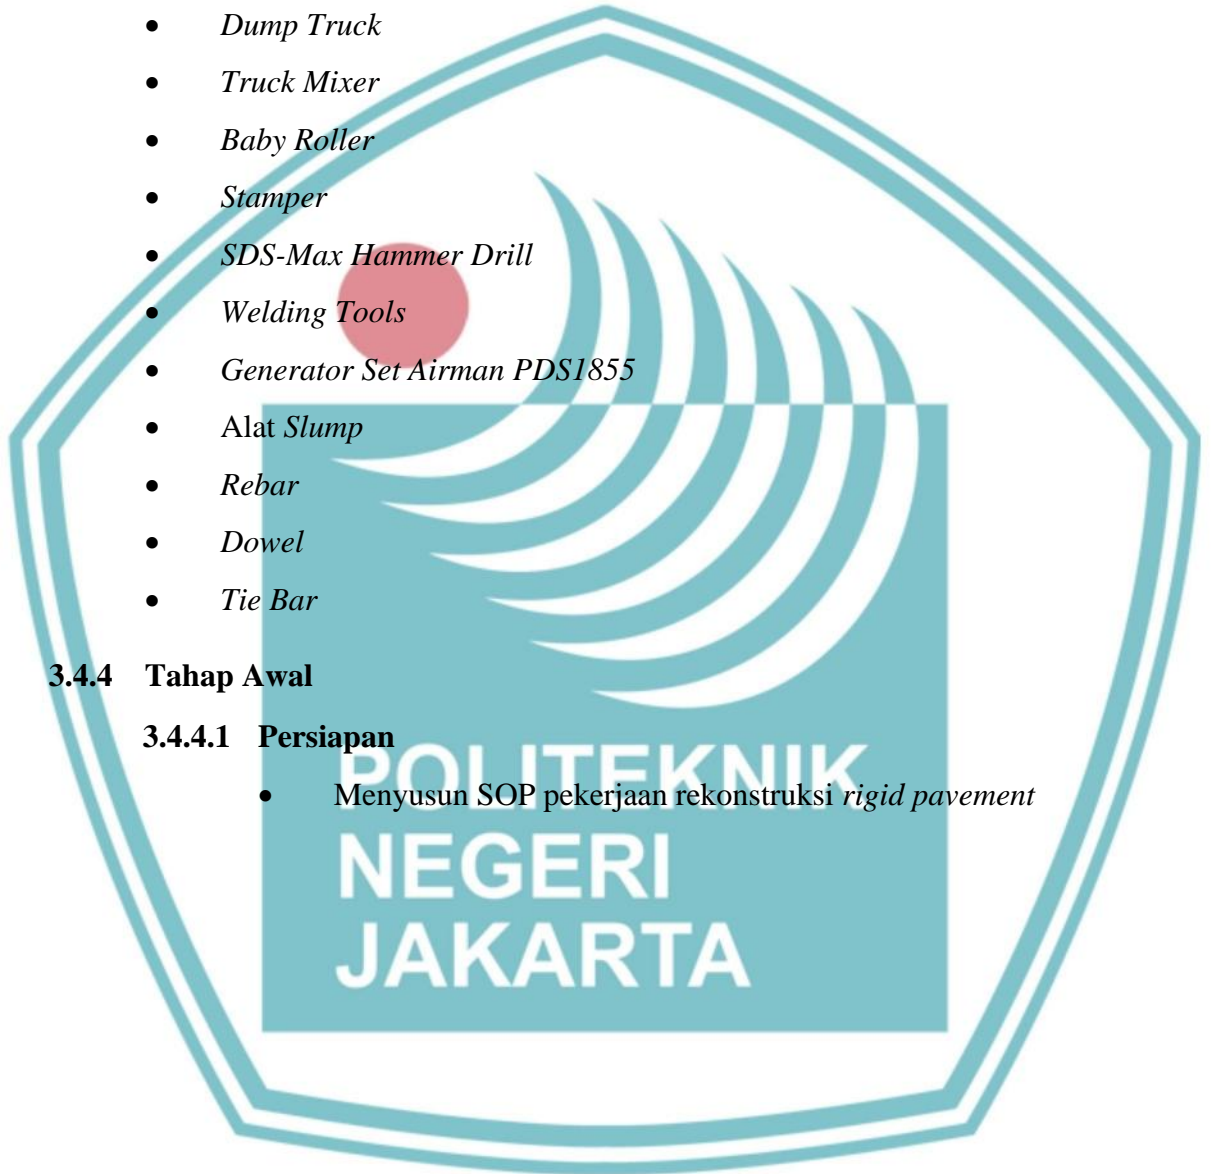 • Dump Truck
• Truck Mixer
• Baby Roller
• Stamper
• SDS-Max Hammer Drill
• Welding Tools
• Generator Set Airman PDS1855
• Alat Slump
• Rebar
• Dowel
• Tie Bar
3.4.4 Tahap Awal
3.4.4.1 Persiapan
• Menyusun SOP pekerjaan rekonstruksi rigid pavement
POLITEKNIK
NEGERI
JAKARTA